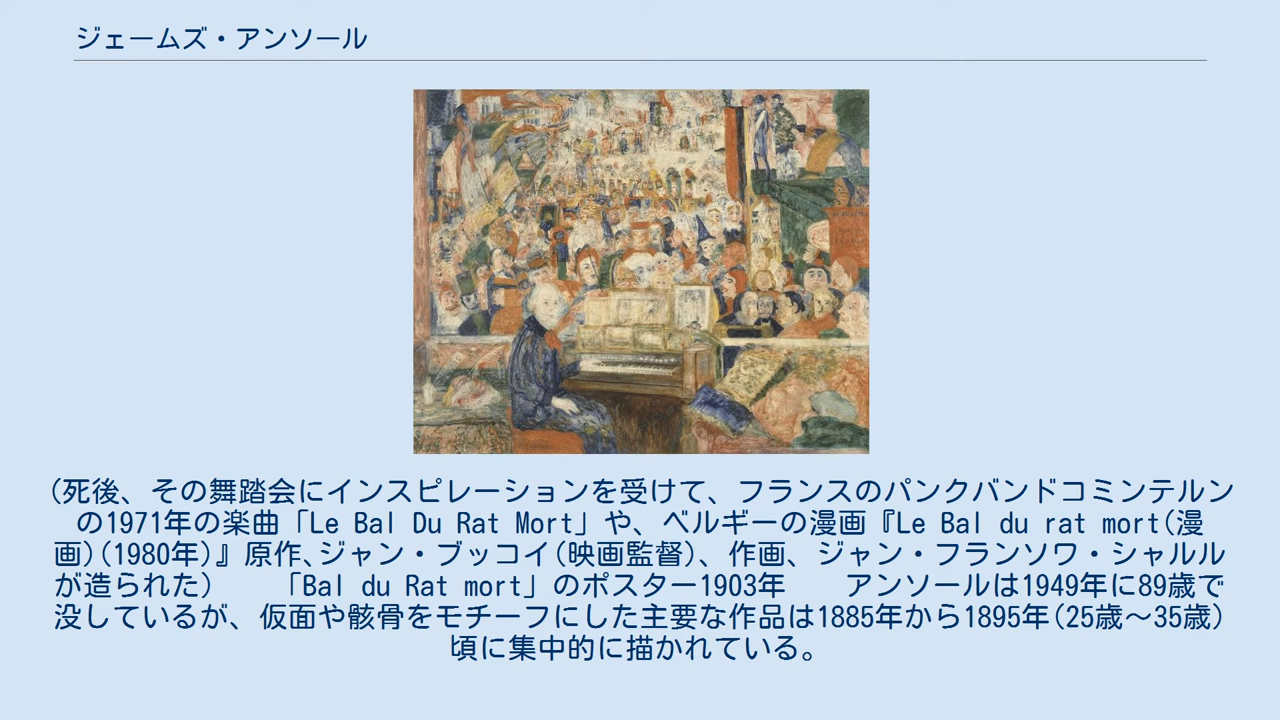 ジェームズ・アンソール
(死後、その舞踏会にインスピレーションを受けて、フランスのパンクバンドコミンテルン
の1971年の楽曲「Le Bal Du Rat Mort」や、ベルギーの漫画『Le Bal du rat mort(漫
画)(1980年)』原作､ジャン・ブッコイ(映画監督)、作画、ジャン・フランソワ・シャルル
が造られた)　　「Bal du Rat mort」のポスター1903年　　アンソールは1949年に89歳で
没しているが、仮面や骸骨をモチーフにした主要な作品は1885年から1895年(25歳〜35歳)
頃に集中的に描かれている。